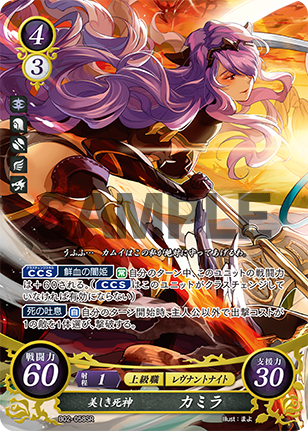 4
3
SAMPLE
うふふ… カムイはこの私が絶対にすってあげるわ。
CCS 鮮血の闇姫 常 自分のターン中、このユニットの戦闘力
は+60される。(CCSはこのユニットがクラスチェンジして
いなければ有効にならない)
死の吐息 自 自分のターン開始時、主人公以外で出撃コストが
1の敵を1体選び、撃破する。
戦闘力
60
射程 1
上級職
レヴナントナイト
支援力
30
美しき死神 カミラ
B02-058SR
Illust:まよ